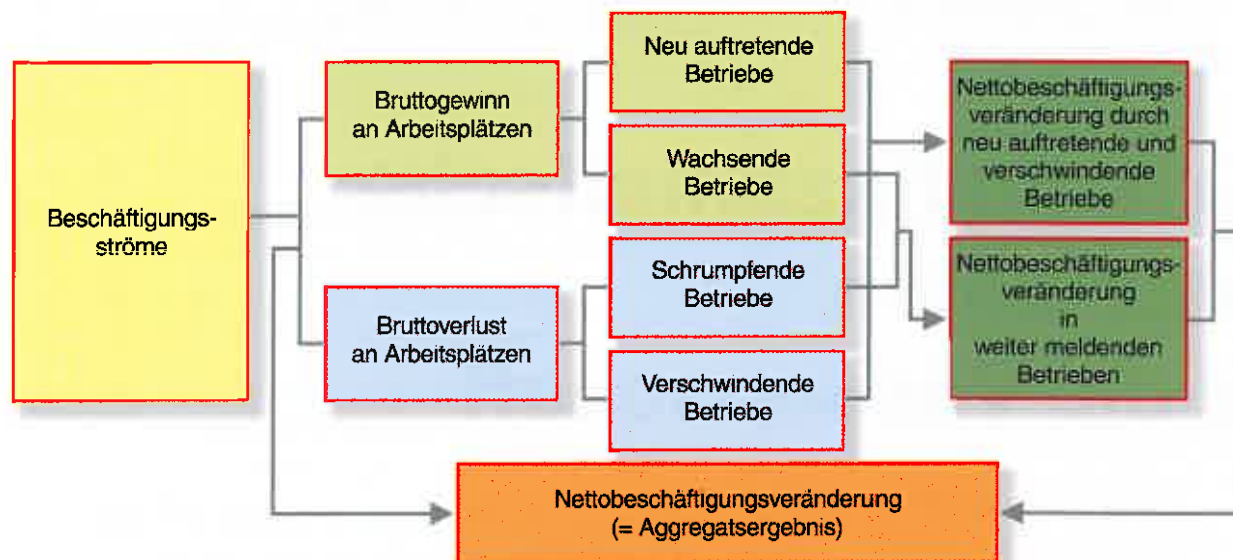 Beschäftigungs-
ströme
Bruttogewinn
an Arbeitsplätzen
Bruttoverlust
an Arbeitsplätzen
Neu auftretende
Betriebe
Wachsende
Betriebe
Schrumpfende
Betriebe
Verschwindende
Betriebe
Nettobeschäftigungs-
veränderung durch
neu auftretende und
verschwindende
Betriebe
Nettobeschäftigungs-
veränderung
in
weiter meldenden
Betrieben
Nettobeschäftigungsveränderung
(= Aggregatsergebnis)